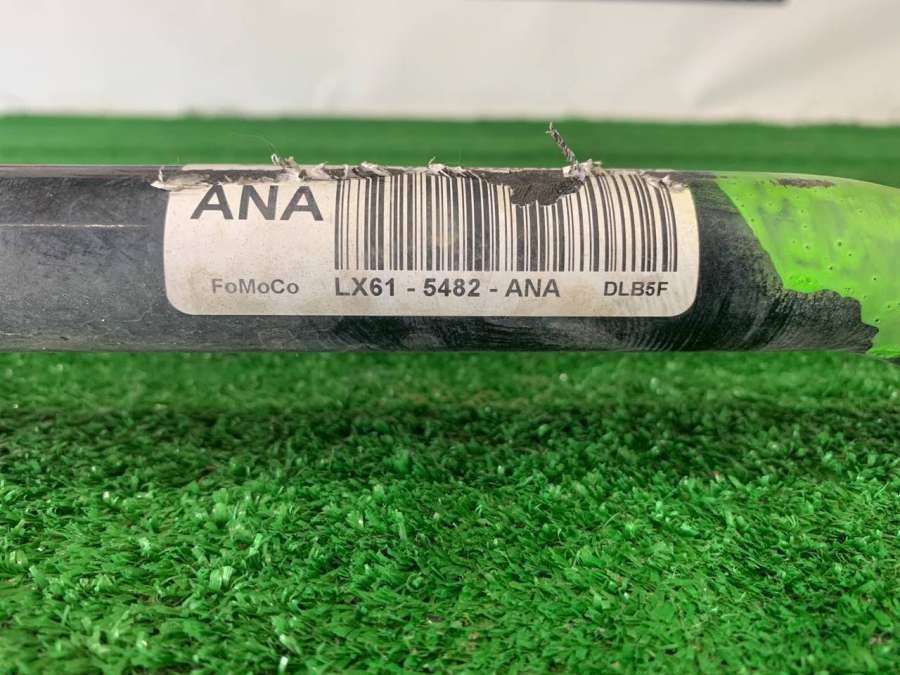 ANA
FoMoCo LX61 - 5482 - ANA DLB5F